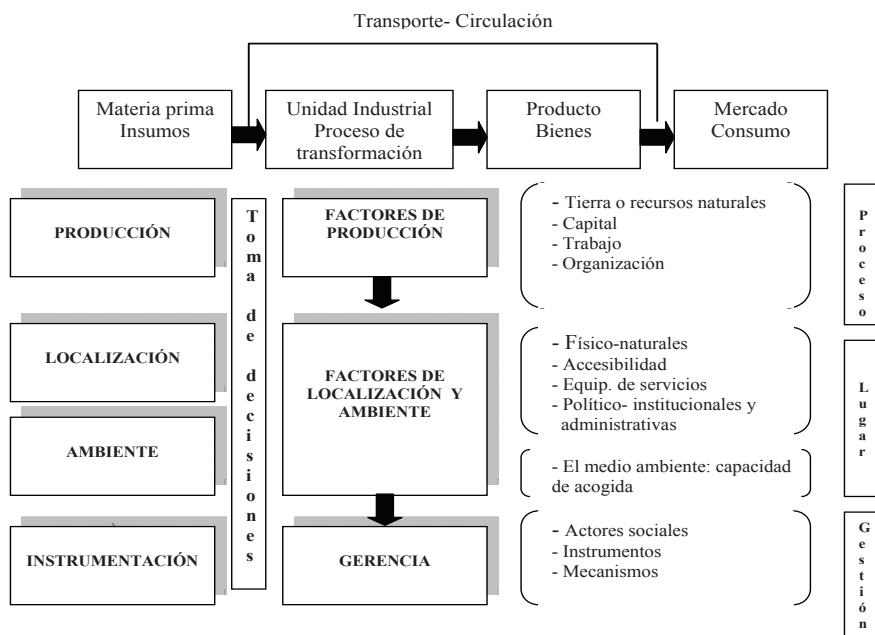 Transporte- Circulación
Materia prima
Insumos
Unidad Industrial
Proceso de
transformación
Producto
Bienes
Mercado
Consumo
PRODUCCIÓN
LOCALIZACIÓN
AMBIENTE
INSTRUMENTACIÓN
Toma de decisiones
FACTORES DE
PRODUCCIÓN
FACTORES DE
LOCALIZACIÓN Y
AMBIENTE
GERENCIA
- Tierra o recursos naturales
- Capital
- Trabajo
- Organización
- Físico-naturales
- Accesibilidad
- Equip. de servicios
- Político- institucionales y
administrativas
- El medio ambiente: capacidad
de acogida
- Actores sociales
- Instrumentos
- Mecanismos
Proceso
Lugar
Gestión